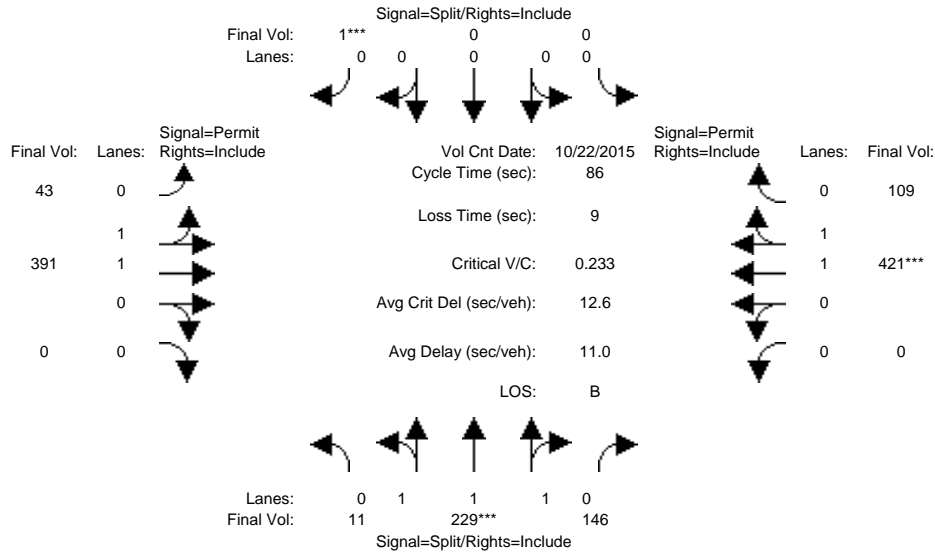 Signal=Split/Rights=Include
Final Vol: 1*** 0 0
Lanes: 0 0 0 0 0
Signal=Permit Signal=Permit
Final Vol: Lanes: Rights=Include Vol Cnt Date: 10/22/2015 Rights=Include Lanes: Final Vol:
Cycle Time (sec): 86
43 0 0 109
Loss Time (sec): 9
1 1
391 1 Critical V/C: 0.233 1 421***
0 Avg Crit Del (sec/veh): 12.6 0
0 0 Avg Delay (sec/veh): 11.0 0 0
LOS: B
Lanes: 0 1 1 1 0
Final Vol: 11 229*** 146
Signal=Split/Rights=Include